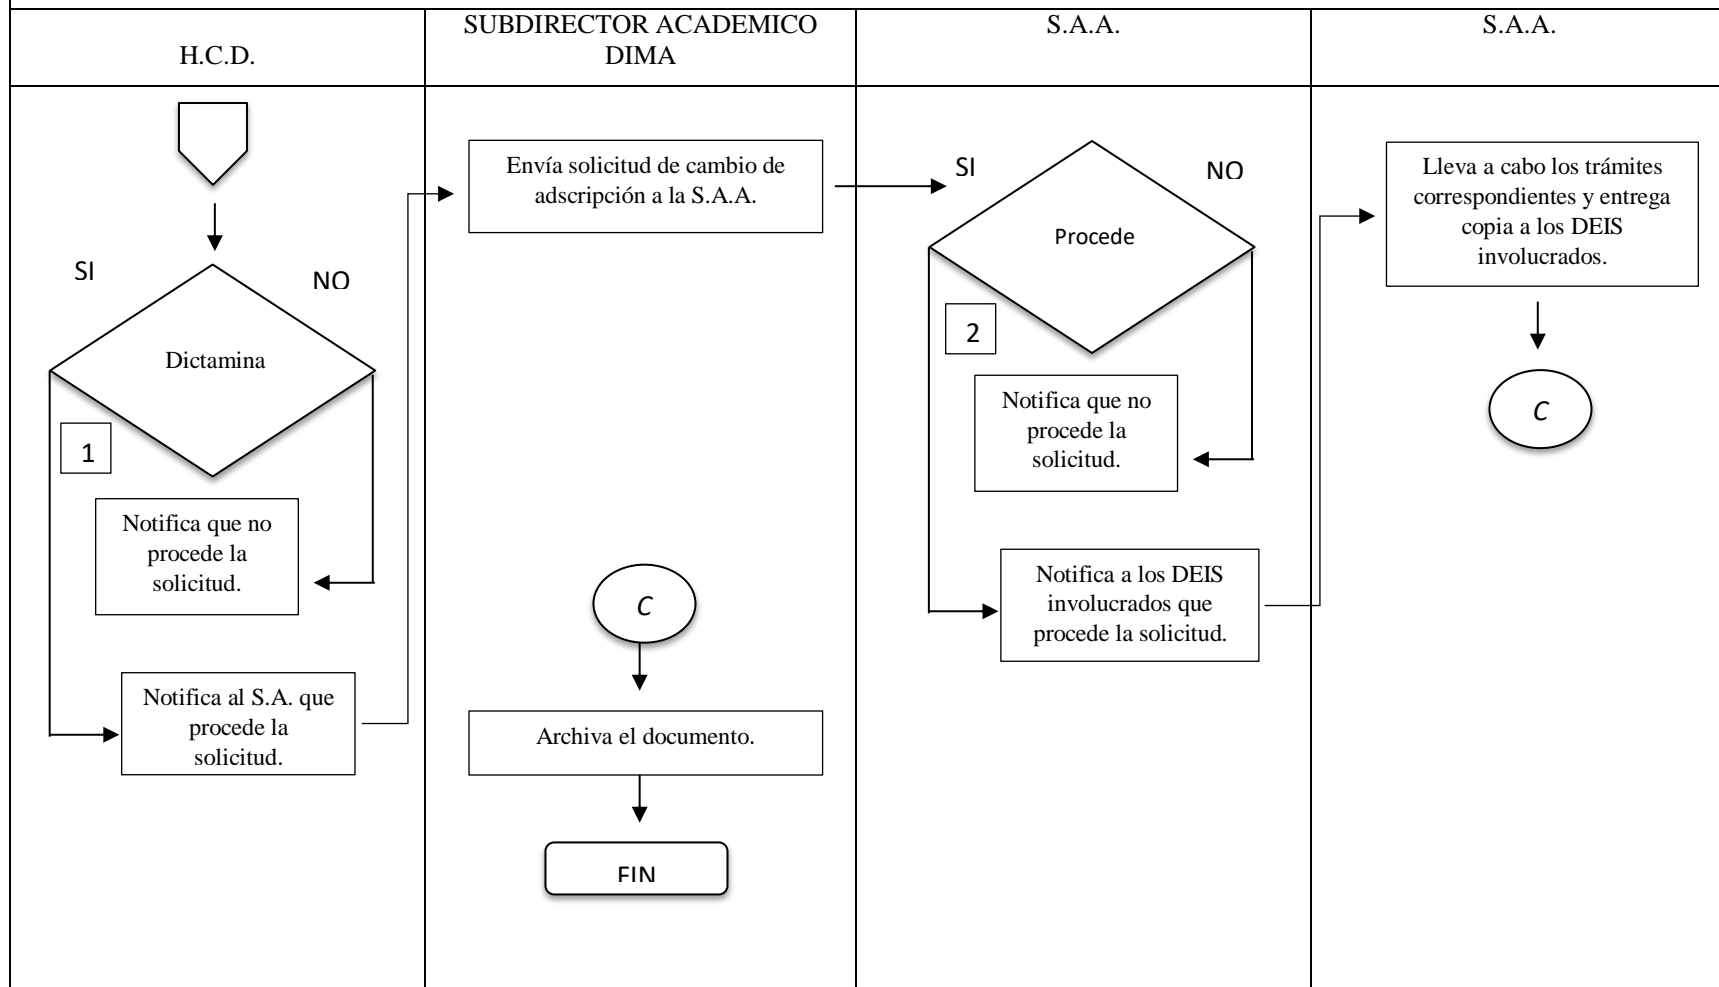 H.C.D.
SUBDIRECTOR ACADEMICO
DIMA
S.A.A.
S.A.A.
SI
NO
Dictamina
1
Notifica que no
procede la
solicitud.
Notifica al S.A. que
procede la
solicitud.
Envía solicitud de cambio de
adscripción a la S.A.A.
C
Archiva el documento.
FIN
SI
NO
Procede
2
Notifica que no
procede la
solicitud.
Notifica a los DEIS
involucrados que
procede la solicitud.
Lleva a cabo los trámites
correspondientes y entrega
copia a los DEIS
involucrados.
C